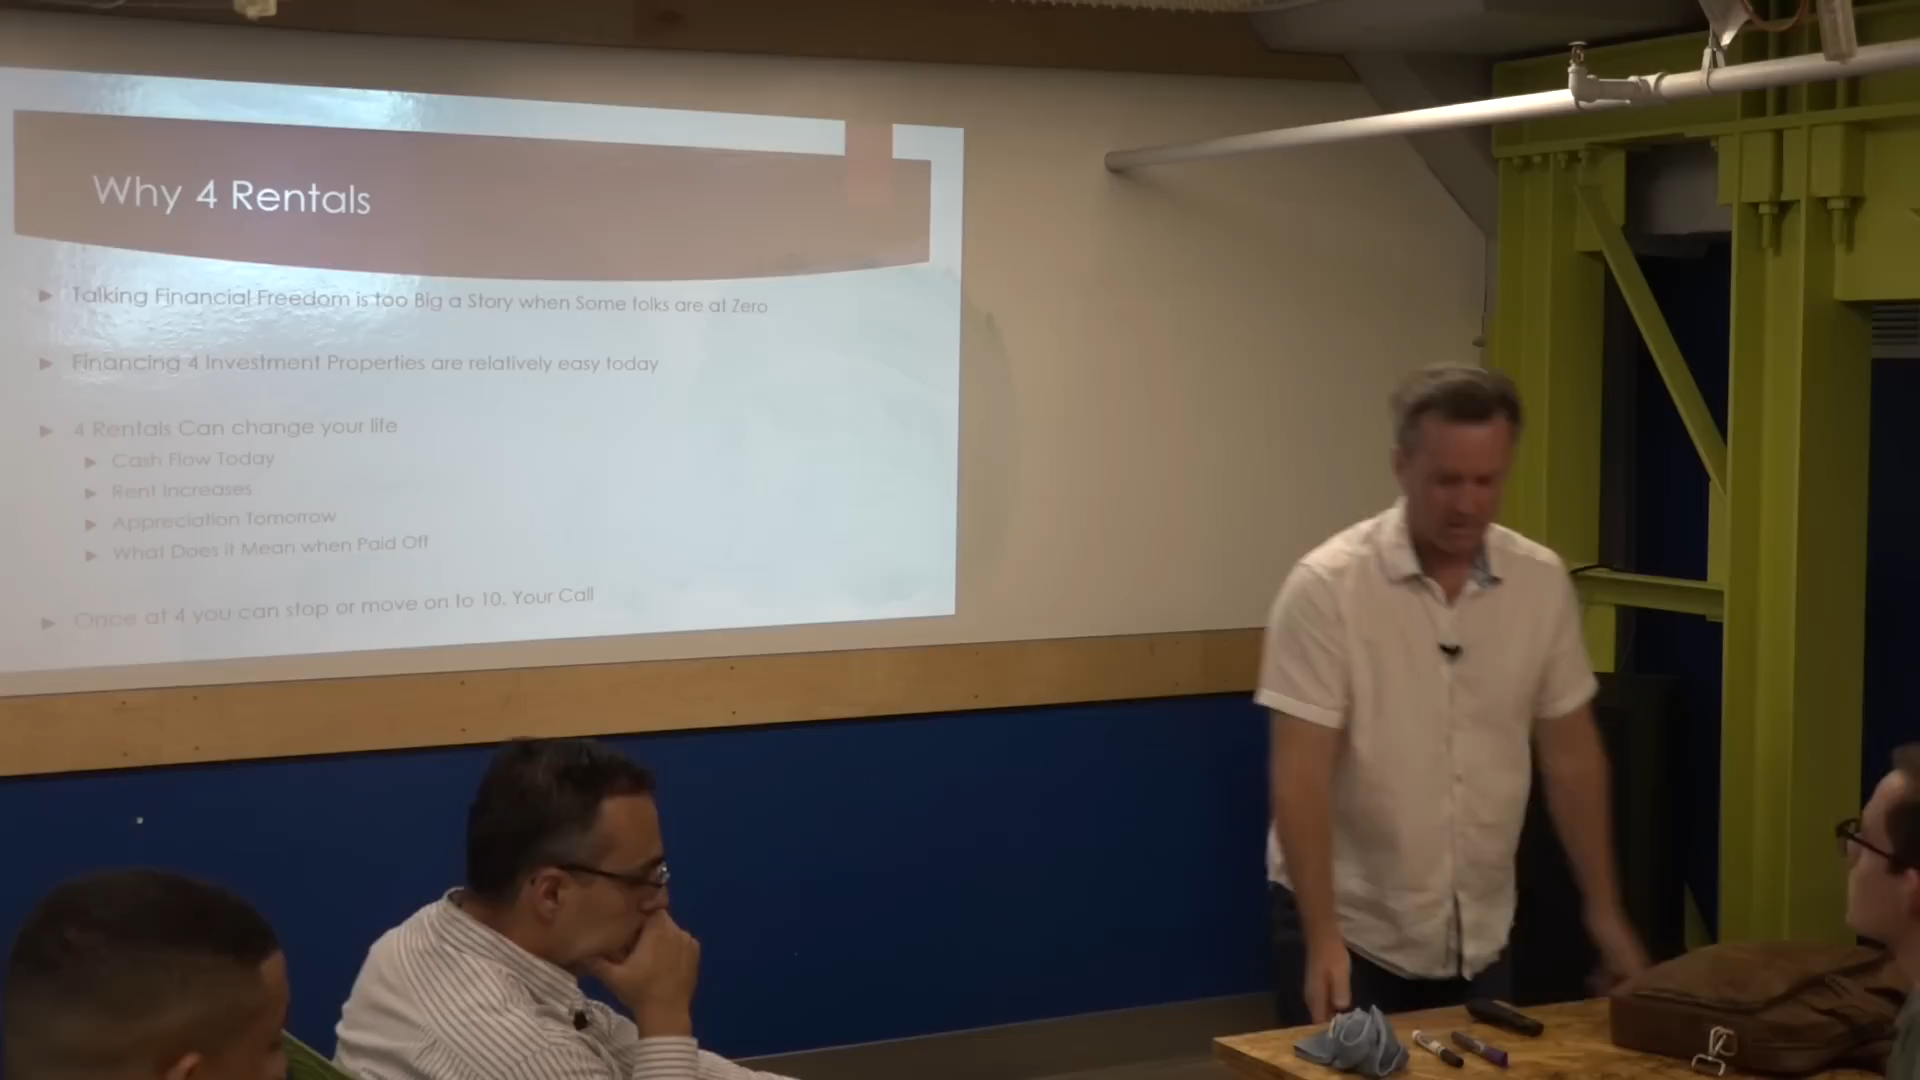 Why 4 Rentals
Talking Financial Freedom is too Big a Story when Some folks are at Zero
Financing 4 Investment Properties are relatively easy today
4 Rentals Can change your life
Cash Flow Today
Rent Increases
Appreciation Tomorrow
What Does it Mean when Paid Off
Once at 4 you can stop or move on to 10. Your Call